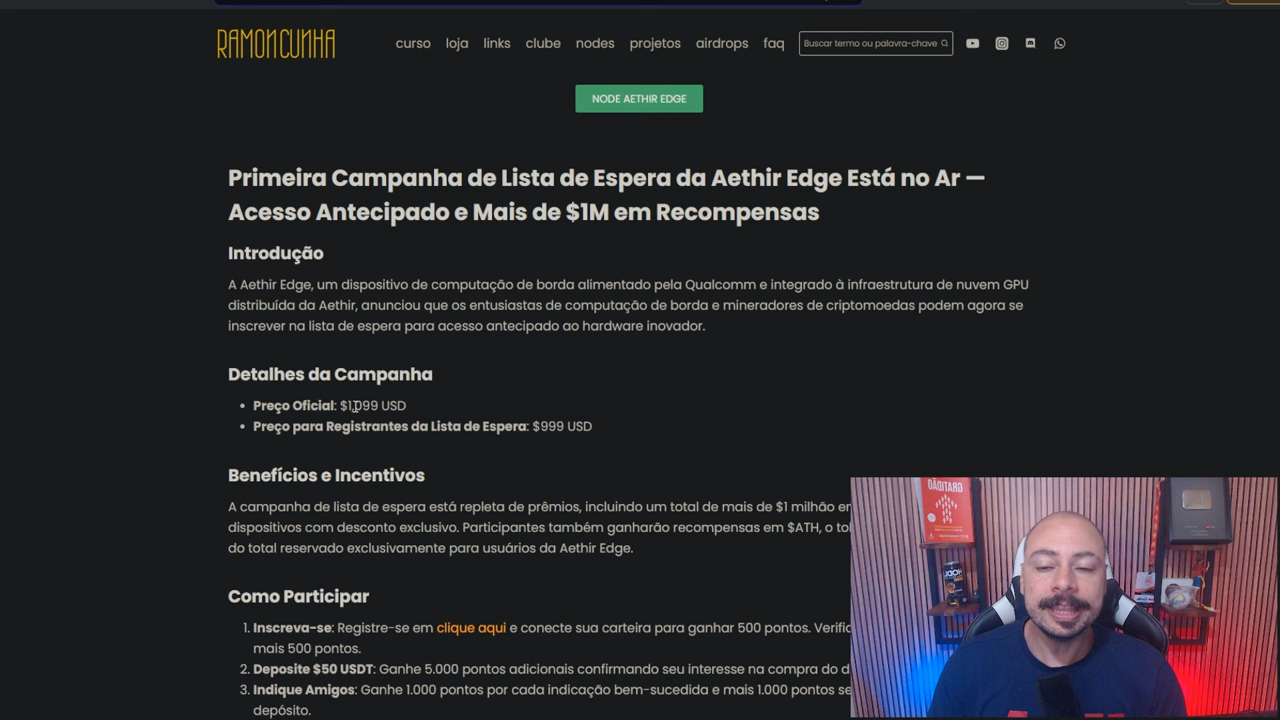 RAMONCUNHA
curso loja links clube nodes projetos airdrops faq Buscar termo ou palavra-chave
NODE AETHIR EDGE
Primeira Campanha de Lista de Espera da Aethir Edge Está no Ar —
Acesso Antecipado e Mais de $1M em Recompensas
Introdução
A Aethir Edge, um dispositivo de computação de borda alimentado pela Qualcomm e integrado à infraestrutura de nuvem GPU
distribuída da Aethir, anunciou que os entusiastas de computação de borda e mineradores de criptomoedas podem agora se
inscrever na lista de espera para acesso antecipado ao hardware inovador.
Detalhes da Campanha
• Preço Oficial: $1,099 USD
• Preço para Registrantes da Lista de Espera: $999 USD
Benefícios e Incentivos
A campanha de lista de espera está repleta de prêmios, incluindo um total de mais de $1 milhão
dispositivos com desconto exclusivo. Participantes também ganharão recompensas em $ATH, o
do total reservado exclusivamente para usuários da Aethir Edge.
Como Participar
1. Inscreva-se: Registre-se em clique aqui e conecte sua carteira para ganhar 500 pontos.
mais 500 pontos.
2. Deposite $50 USDT: Ganhe 5.000 pontos adicionais confirmando seu interesse na compra do
3. Indique Amigos: Ganhe 1.000 pontos por cada indicação bem-sucedida e mais 1.000 pontos
depósito.
GRATIDÃO